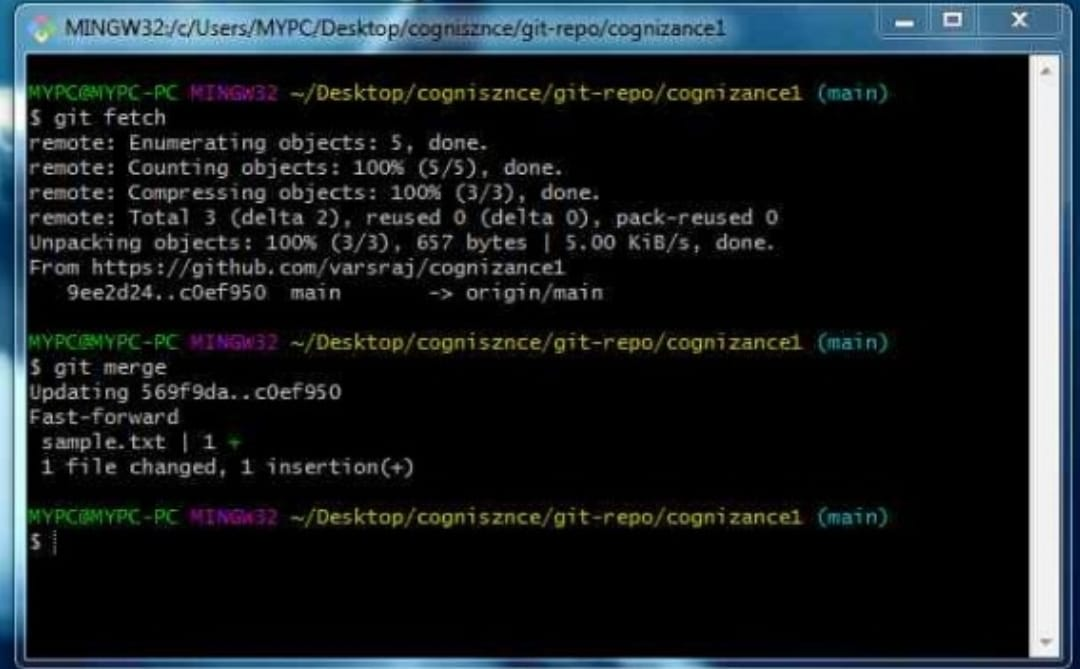 MINGW32:/c/Users/MYPC/Desktop/cognisznce/git-repo/cognizance1
MYPC@MYPC-PC MINGW32 ~/Desktop/cognisznce/git-repo/cognizance1 (main)
$ git fetch
remote: Enumerating objects: 5, done.
remote: Counting objects: 100% (5/5), done.
remote: Compressing objects: 100% (3/3), done.
remote: Total 3 (delta 2), reused 0 (delta 0), pack-reused 0
Unpacking objects: 100% (3/3), 657 bytes | 5.00 KiB/s, done.
From https://github.com/varsraj/cognizance1
   9ee2d24..c0ef950  main       -> origin/main
MYPC@MYPC-PC MINGW32 ~/Desktop/cognisznce/git-repo/cognizance1 (main)
$ git merge
Updating 569f9da..c0ef950
Fast-forward
 sample.txt | 1 +
 1 file changed, 1 insertion(+)
MYPC@MYPC-PC MINGW32 ~/Desktop/cognisznce/git-repo/cognizance1 (main)
$